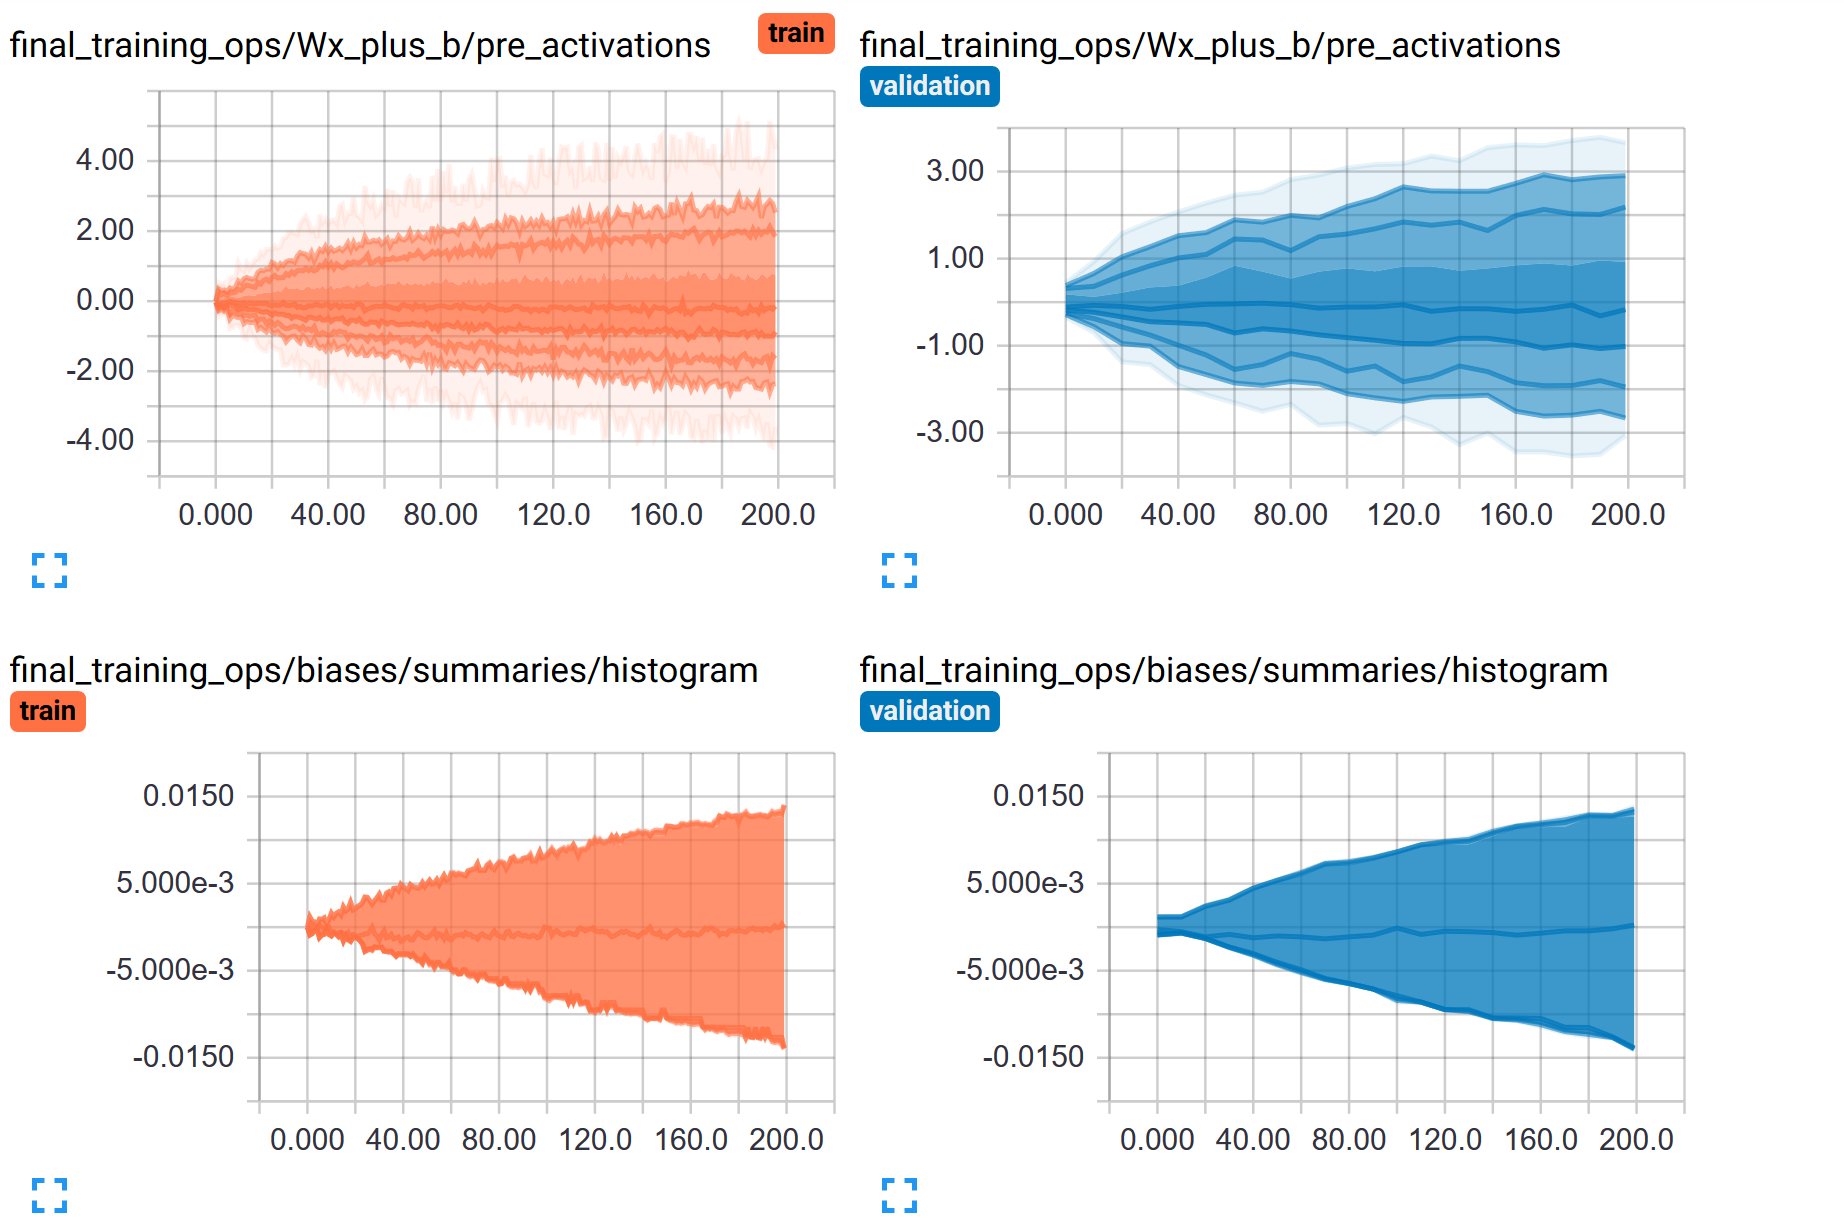 final_training_ops/Wx_plus_b/pre_activations
train
4.00
2.00
0.00
-2.00
-4.00
0.000 40.00 80.00 120.0 160.0 200.0
final_training_ops/Wx_plus_b/pre_activations
validation
3.00
1.00
-1.00
-3.00
0.000 40.00 80.00 120.0 160.0 200.0
final_training_ops/biases/summaries/histogram
train
0.0150
5.000e-3
-5.000e-3
-0.0150
0.000 40.00 80.00 120.0 160.0 200.0
final_training_ops/biases/summaries/histogram
validation
0.0150
5.000e-3
-5.000e-3
-0.0150
0.000 40.00 80.00 120.0 160.0 200.0